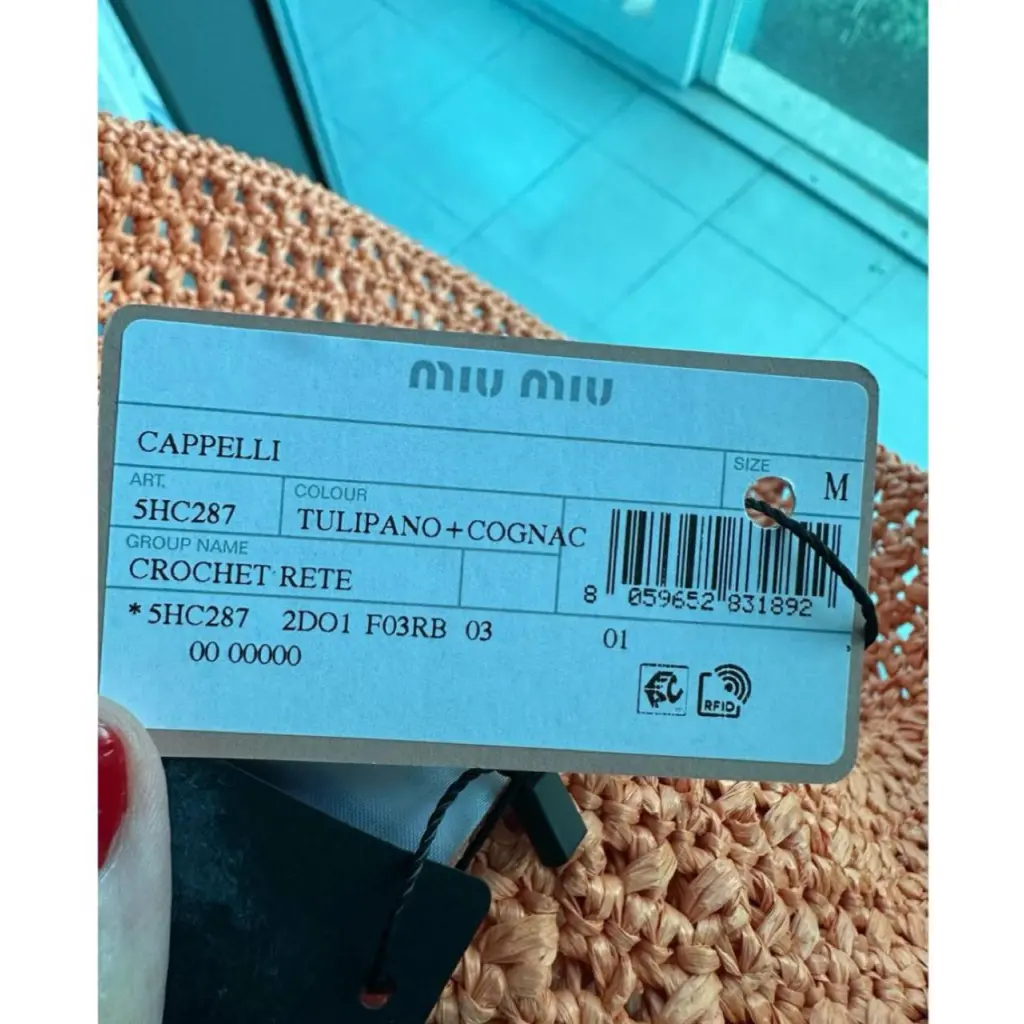 MIU MIU
CAPPELLI
SIZE
M
ART.
5HC287
COLOUR
TULIPANO+COGNAC
GROUP NAME
CROCHET RETE
8 059652 831892
*5HC287 2DO1 F03RB 03 01
00 00000
RFID